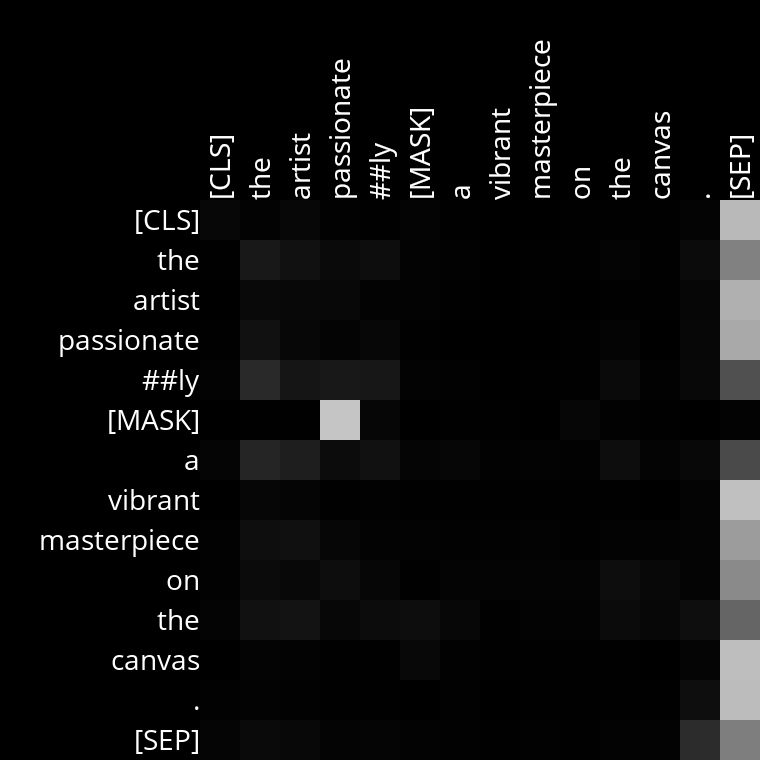 [CLS]
the
artist
passionate
##ly
[MASK]
a
vibrant
masterpiece
on
the
canvas
.
[SEP]
[CLS]
the
artist
passionate
##ly
[MASK]
a
vibrant
masterpiece
on
the
canvas
.
[SEP]